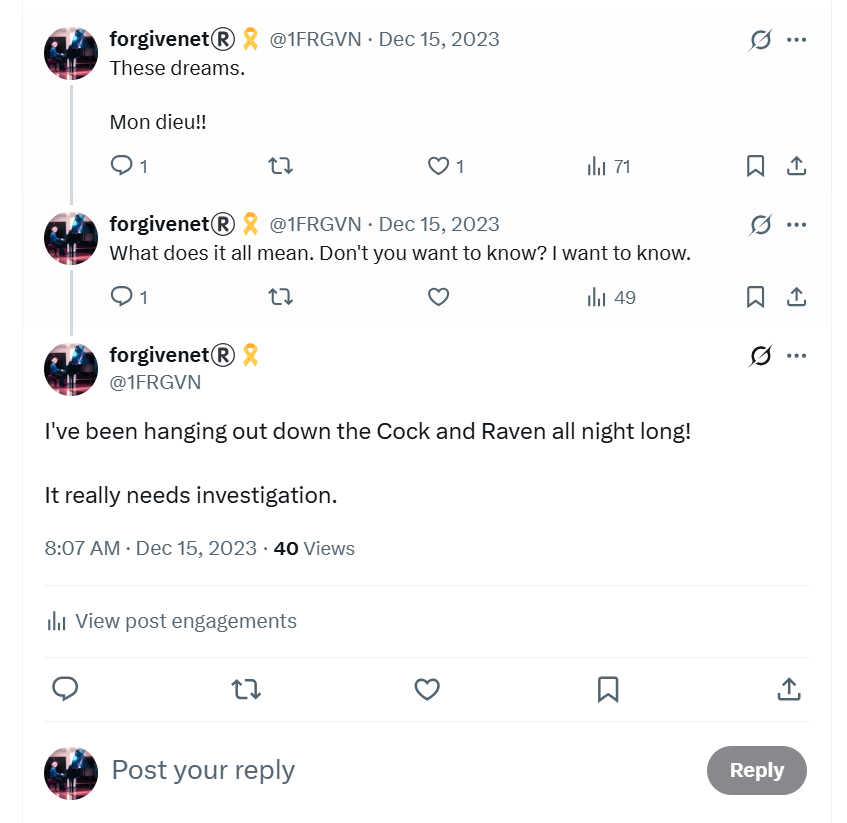 forgivenet®🎗 @1FRGVN · Dec 15, 2023
These dreams.
Mon dieu!!
1 1 71
forgivenet®🎗 @1FRGVN · Dec 15, 2023
What does it all mean. Don't you want to know? I want to know.
1 49
forgivenet®🎗
@1FRGVN
I've been hanging out down the Cock and Raven all night long!
It really needs investigation.
8:07 AM · Dec 15, 2023 · 40 Views
View post engagements
Post your reply
Reply